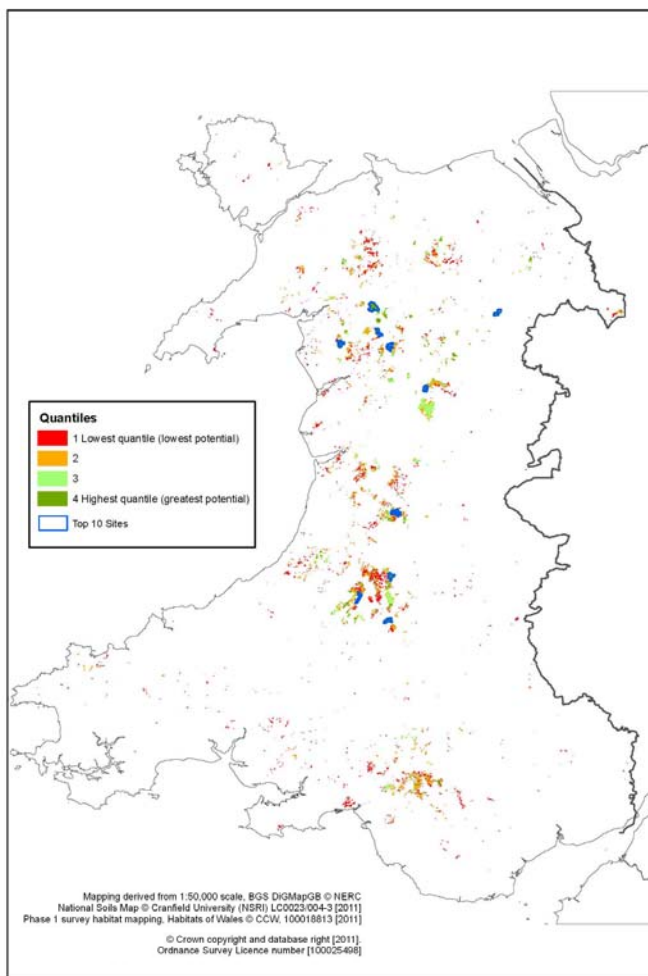 Quantiles
1 Lowest quantile (lowest potential)
2
3
4 Highest quantile (greatest potential)
Top 10 Sites
Mapping derived from 1:50,000 scale, BGS DiGMapGB © NERC
National Soils Map © Cranfield University (NSRI) LC0023/004-3 [2011]
Phase 1 survey habitat mapping, Habitats of Wales © CCW, 100018813 [2011]
© Crown copyright and database right [2011].
Ordnance Survey Licence number [100025498]